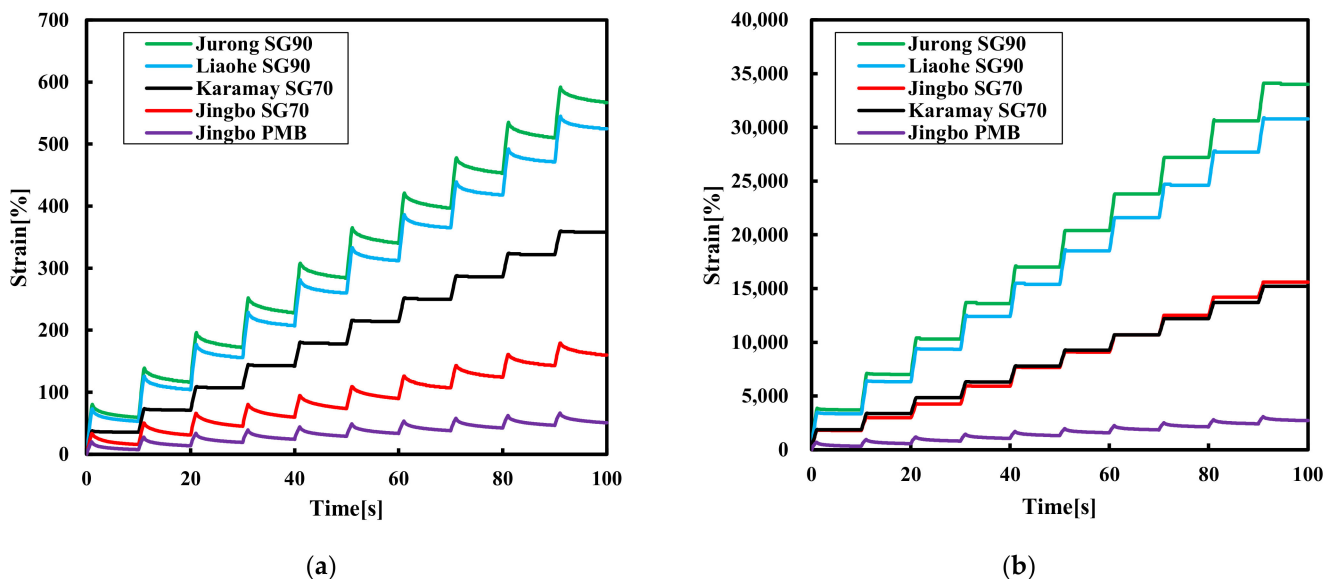 700
600
500
400
300
200
100
0
Strain[%]
Jurong SG90
Liaohe SG90
Karamay SG70
Jingbo SG70
Jingbo PMB
0 20 40 60 80 100
Time[s]
(a)
40,000
35,000
30,000
25,000
20,000
15,000
10,000
5,000
0
Strain[%]
Jurong SG90
Liaohe SG90
Jingbo SG70
Karamay SG70
Jingbo PMB
0 20 40 60 80 100
Time[s]
(b)